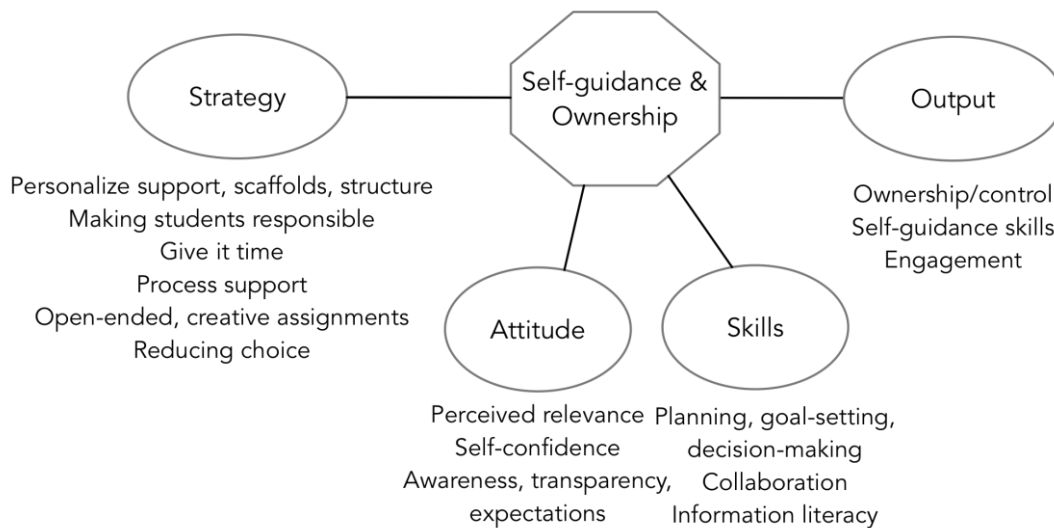 Strategy
Personalize support, scaffolds, structure
Making students responsible
Give it time
Process support
Open-ended, creative assignments
Reducing choice
Self-guidance &
Ownership
Output
Ownership/control
Self-guidance skills
Engagement
Attitude
Perceived relevance
Self-confidence
Awareness, transparency,
expectations
Skills
Planning, goal-setting,
decision-making
Collaboration
Information literacy